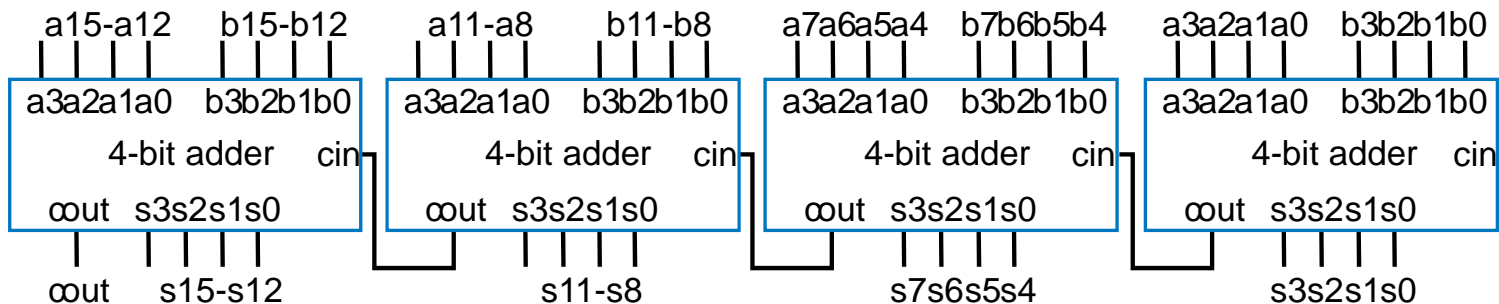 a15-a12 b15-b12 a11-a8 b11-b8 a7a6a5a4 b7b6b5b4 a3a2a1a0 b3b2b1b0
a3a2a1a0 b3b2b1b0 a3a2a1a0 b3b2b1b0 a3a2a1a0 b3b2b1b0 a3a2a1a0 b3b2b1b0
4-bit adder cin 4-bit adder cin 4-bit adder cin 4-bit adder cin
cout s3s2s1s0 cout s3s2s1s0 cout s3s2s1s0 cout s3s2s1s0
cout s15-s12 s11-s8 s7s6s5s4 s3s2s1s0